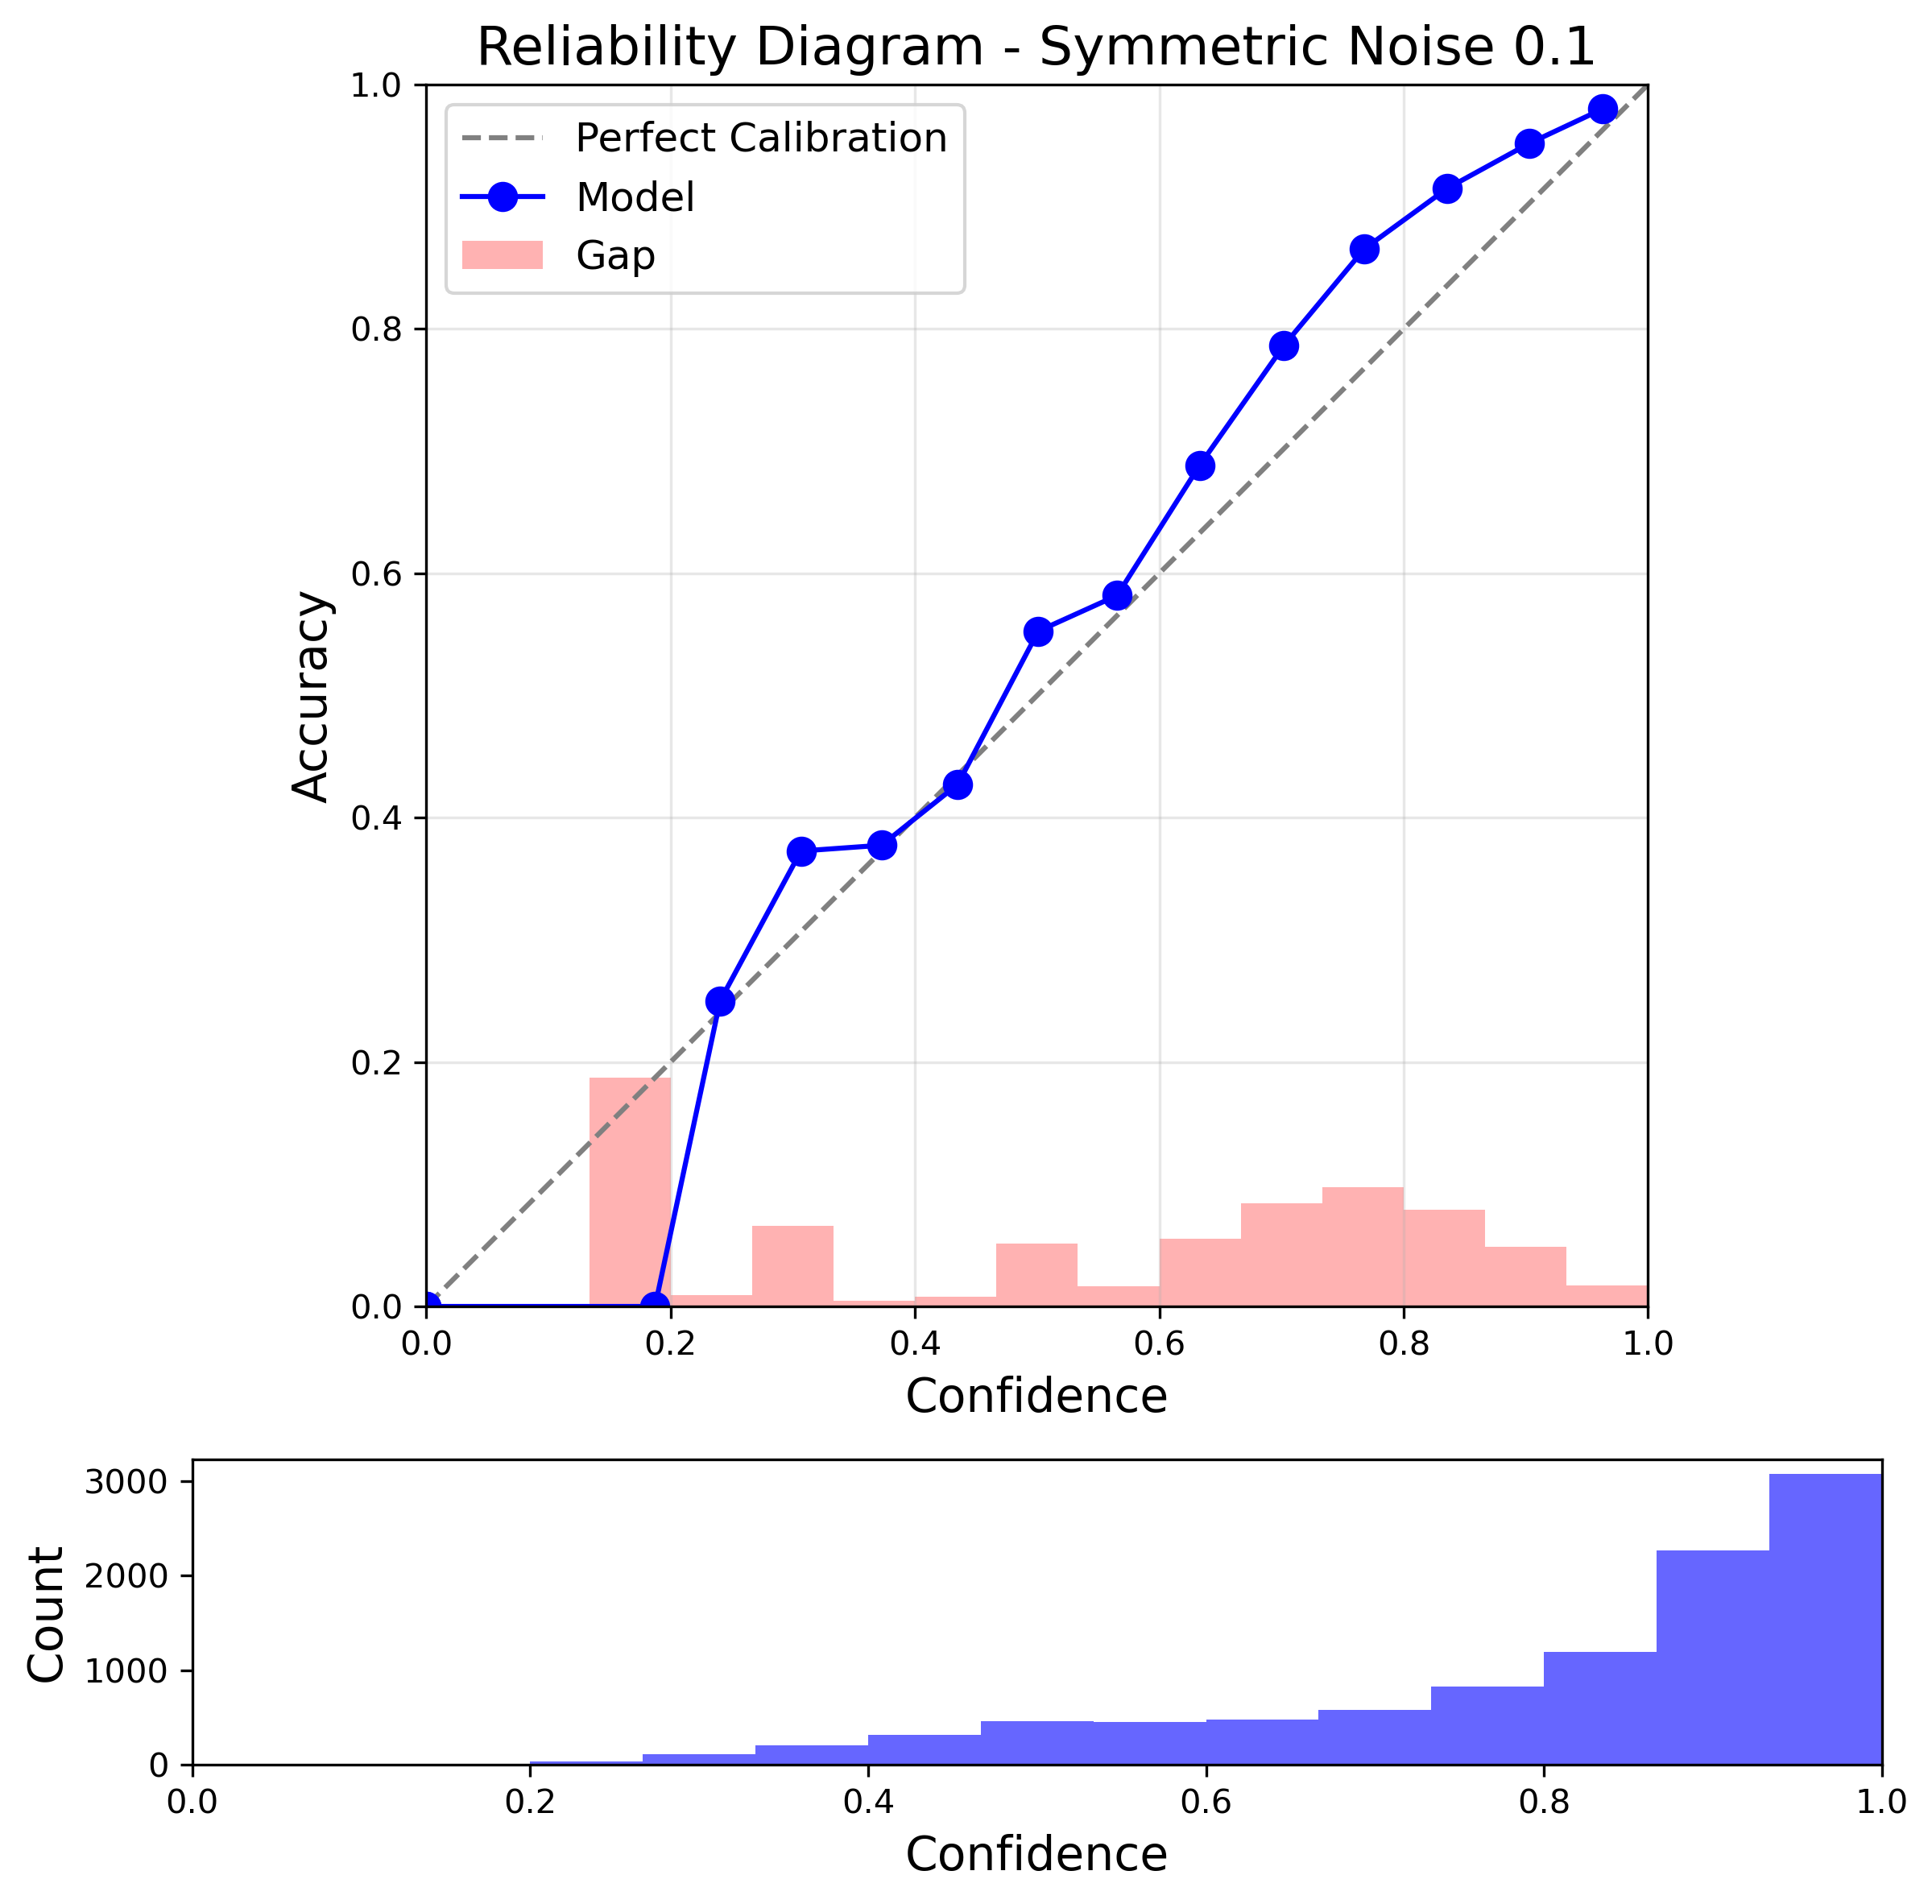 Reliability Diagram - Symmetric Noise 0.1
Perfect Calibration
Model
Gap
Accuracy
1.0
0.8
0.6
0.4
0.2
0.0
0.0 0.2 0.4 0.6 0.8 1.0
Confidence
Count
3000
2000
1000
0
0.0 0.2 0.4 0.6 0.8 1.0
Confidence